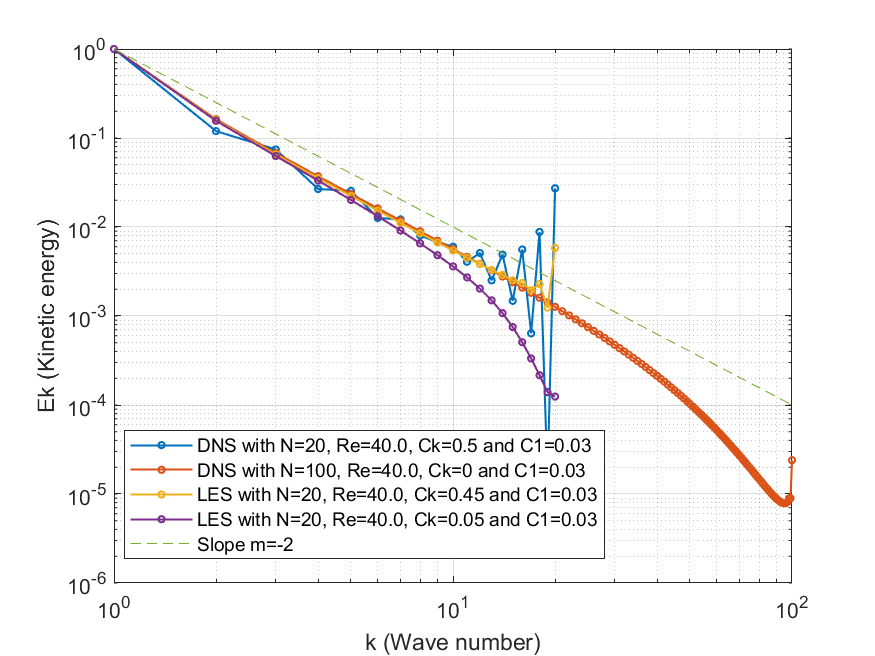 10^0
10^-1
10^-2
10^-3
10^-4
10^-5
10^-6
Ek (Kinetic energy)
DNS with N=20, Re=40.0, Ck=0.5 and C1=0.03
DNS with N=100, Re=40.0, Ck=0 and C1=0.03
LES with N=20, Re=40.0, Ck=0.45 and C1=0.03
LES with N=20, Re=40.0, Ck=0.05 and C1=0.03
Slope m=-2
10^0 10^1 10^2
k (Wave number)